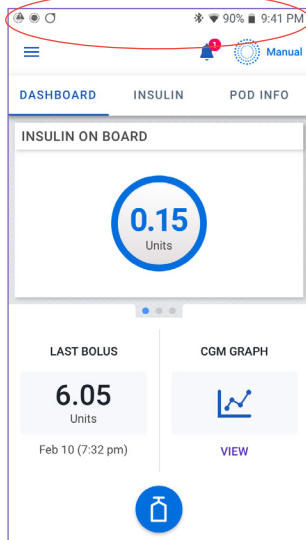 90% 9:41 PM
1
Manual
DASHBOARD INSULIN POD INFO
INSULIN ON BOARD
0.15
Units
LAST BOLUS
6.05
Units
Feb 10 (7:32 pm)
CGM GRAPH
VIEW